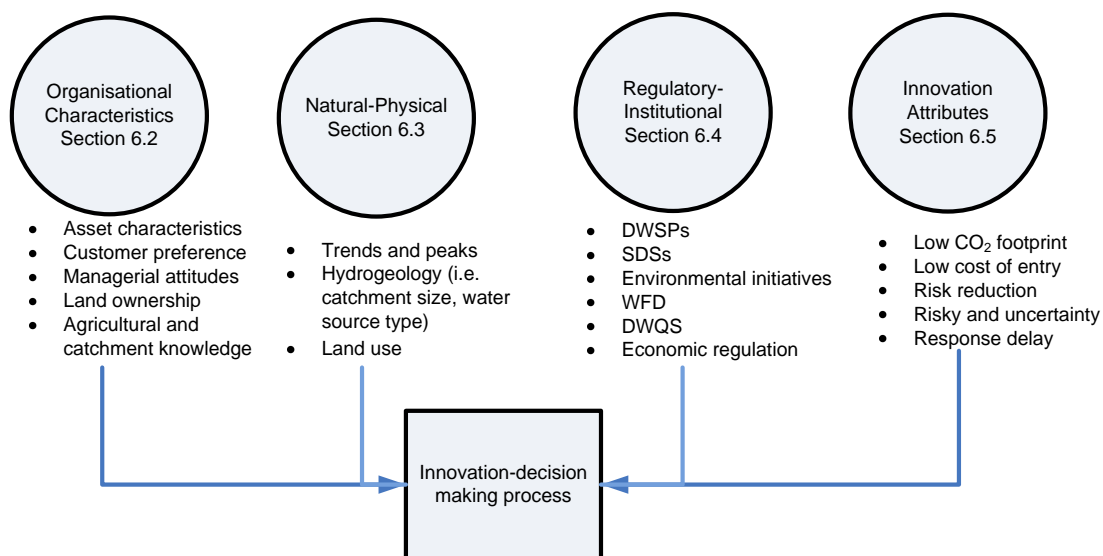 Organisational
Characteristics
Section 6.2
Natural-Physical
Section 6.3
Regulatory-
Institutional
Section 6.4
Innovation
Attributes
Section 6.5
• Asset characteristics
• Customer preference
• Managerial attitudes
• Land ownership
• Agricultural and
catchment knowledge
• Trends and peaks
• Hydrogeology (i.e.
catchment size, water
source type)
• Land use
• DWSPs
• SDSs
• Environmental initiatives
• WFD
• DWQS
• Economic regulation
• Low CO₂ footprint
• Low cost of entry
• Risk reduction
• Risky and uncertainty
• Response delay
Innovation-decision
making process